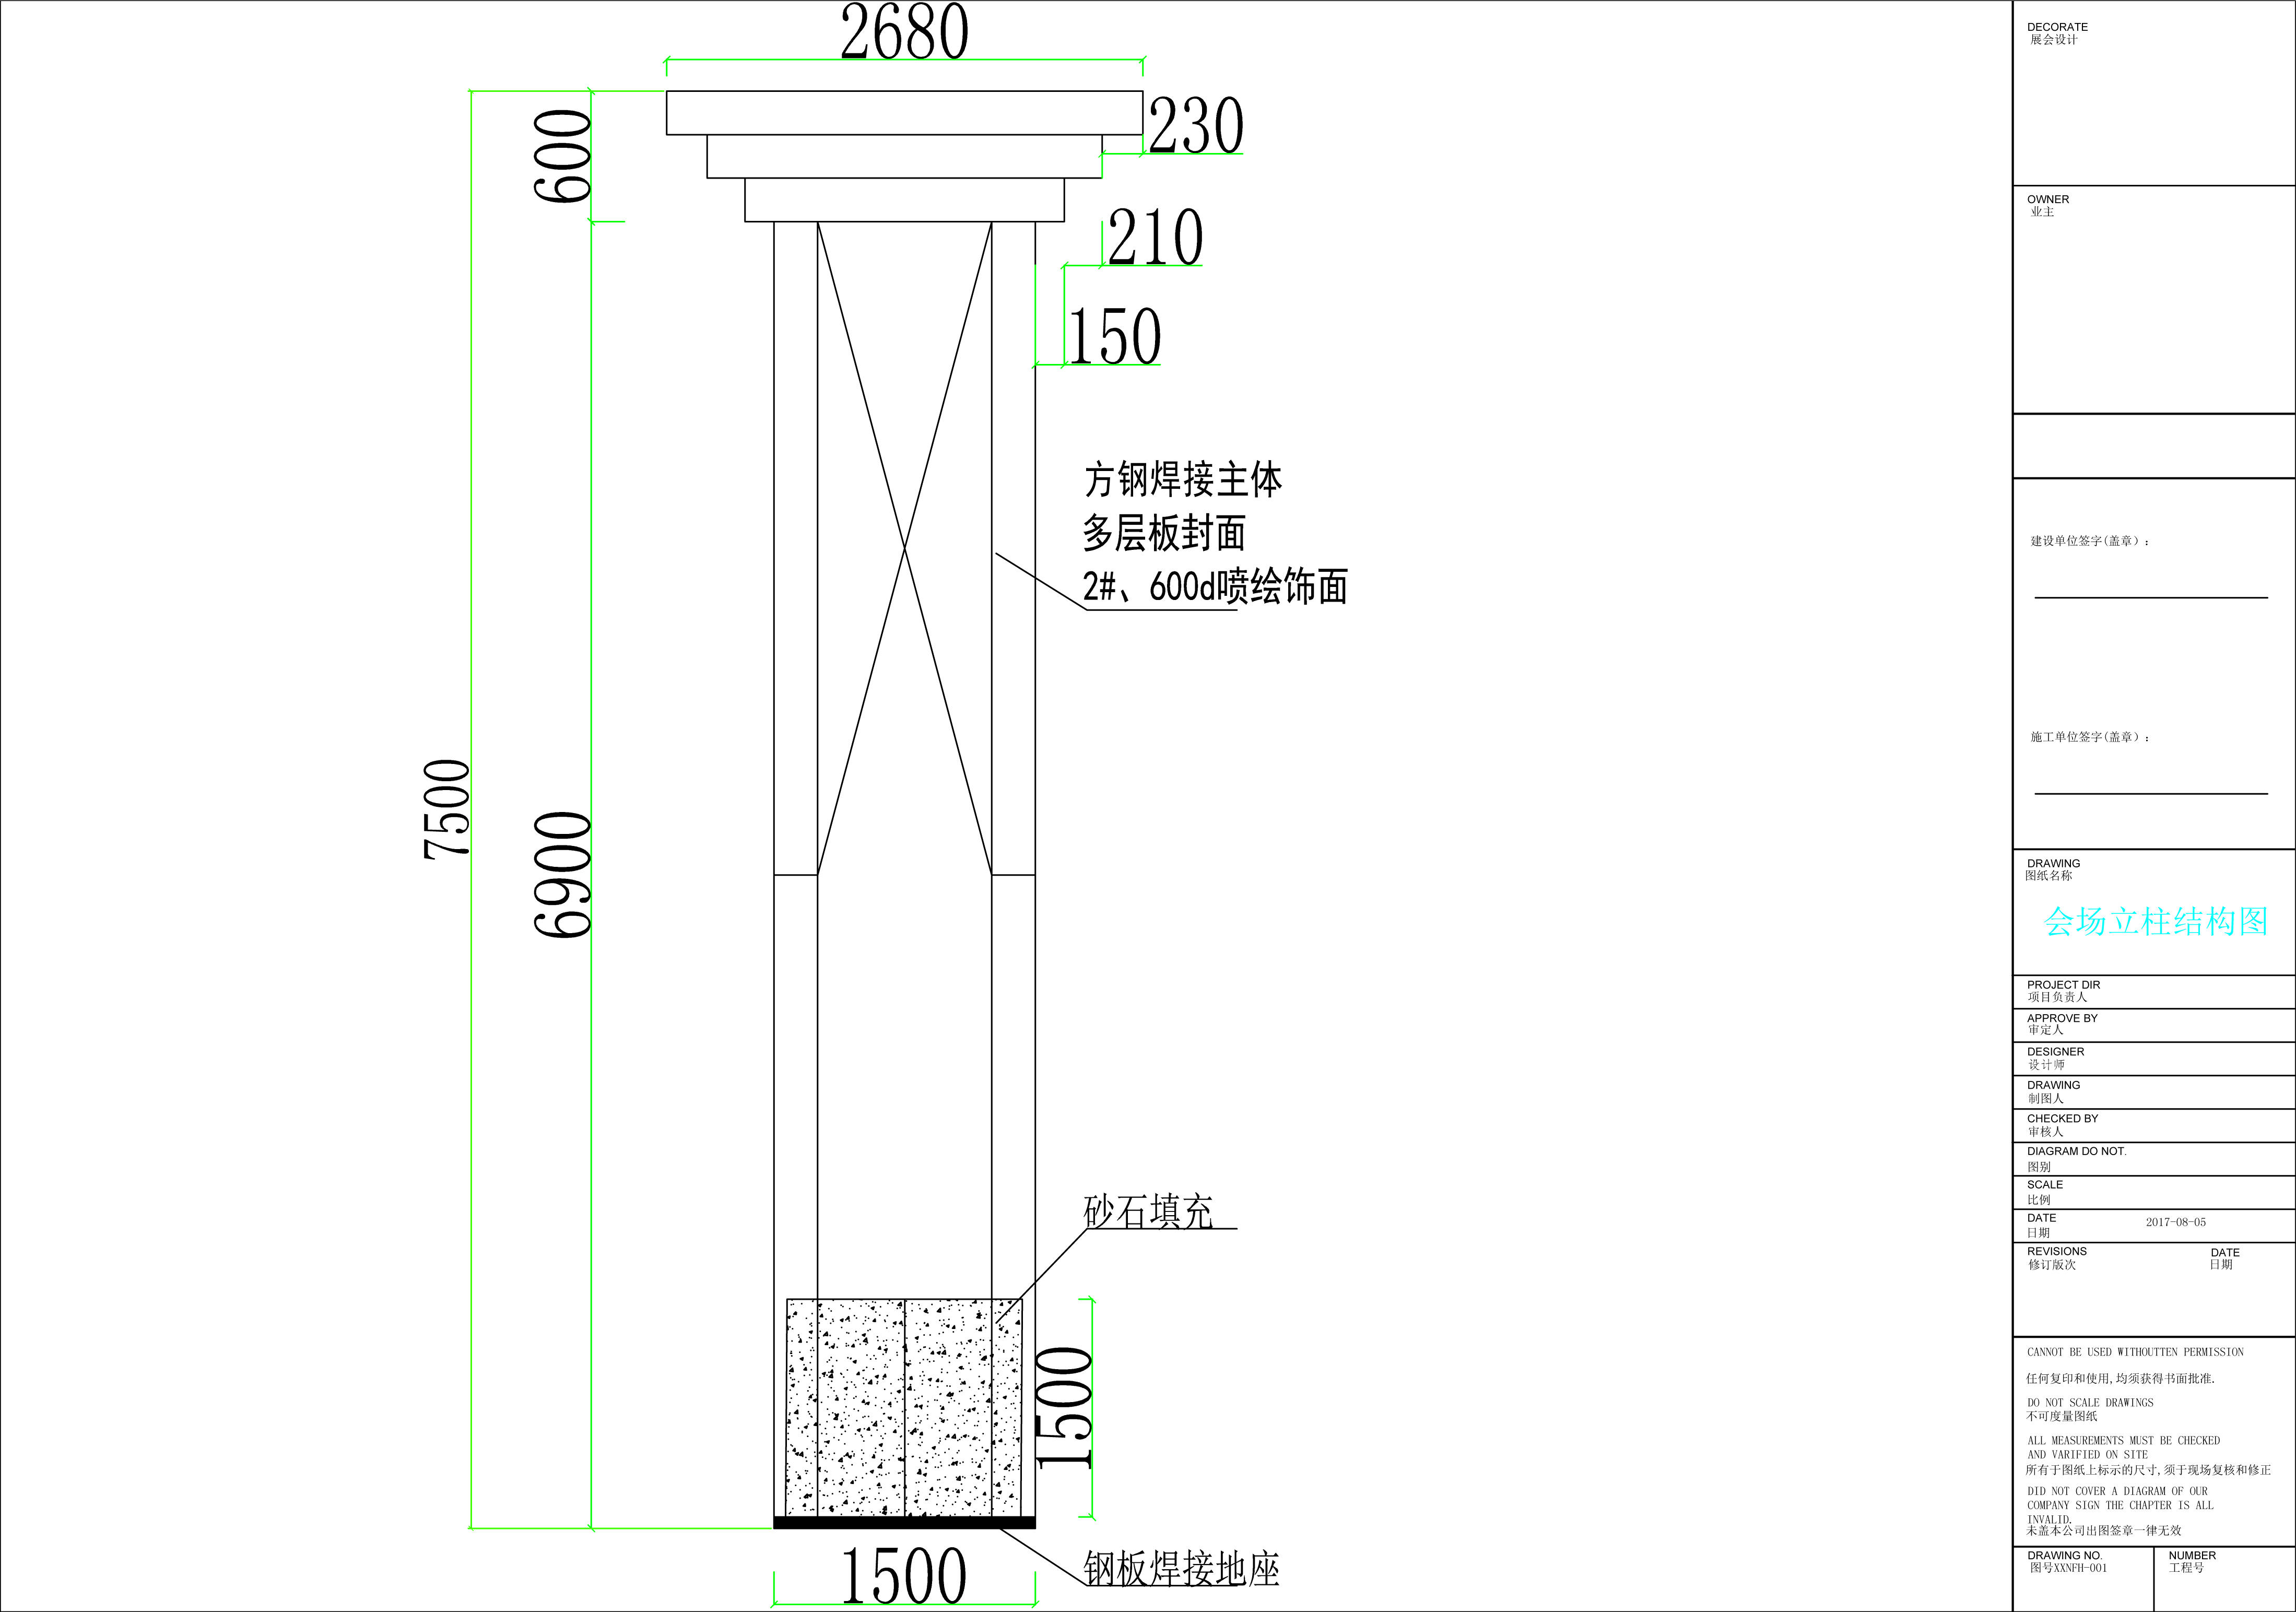 2680
230
600
210
150
方钢焊接主体
多层板封面
2#、600d喷绘饰面
7500
6900
砂石填充
1500
钢板焊接地座
1500
DECORATE
展会设计
OWNER
业主
建设单位签字(盖章）：
施工单位签字(盖章）：
DRAWING
图纸名称
会场立柱结构图
PROJECT DIR
项目负责人
APPROVE BY
审定人
DESIGNER
设计师
DRAWING
制图人
CHECKED BY
审核人
DIAGRAM DO NOT.
图别
SCALE
比例
DATE 2017-08-05
日期
REVISIONS DATE
修订版次 日期
CANNOT BE USED WITHOUTTEN PERMISSION
任何复印和使用,均须获得书面批准.
DO NOT SCALE DRAWINGS
不可度量图纸
ALL MEASUREMENTS MUST BE CHECKED
AND VARIFIED ON SITE
所有于图纸上标示的尺寸,须于现场复核和修正
DID NOT COVER A DIAGRAM OF OUR
COMPANY SIGN THE CHAPTER IS ALL
INVALID.
未盖本公司出图签章一律无效
DRAWING NO. NUMBER
图号XXNFH-001 工程号